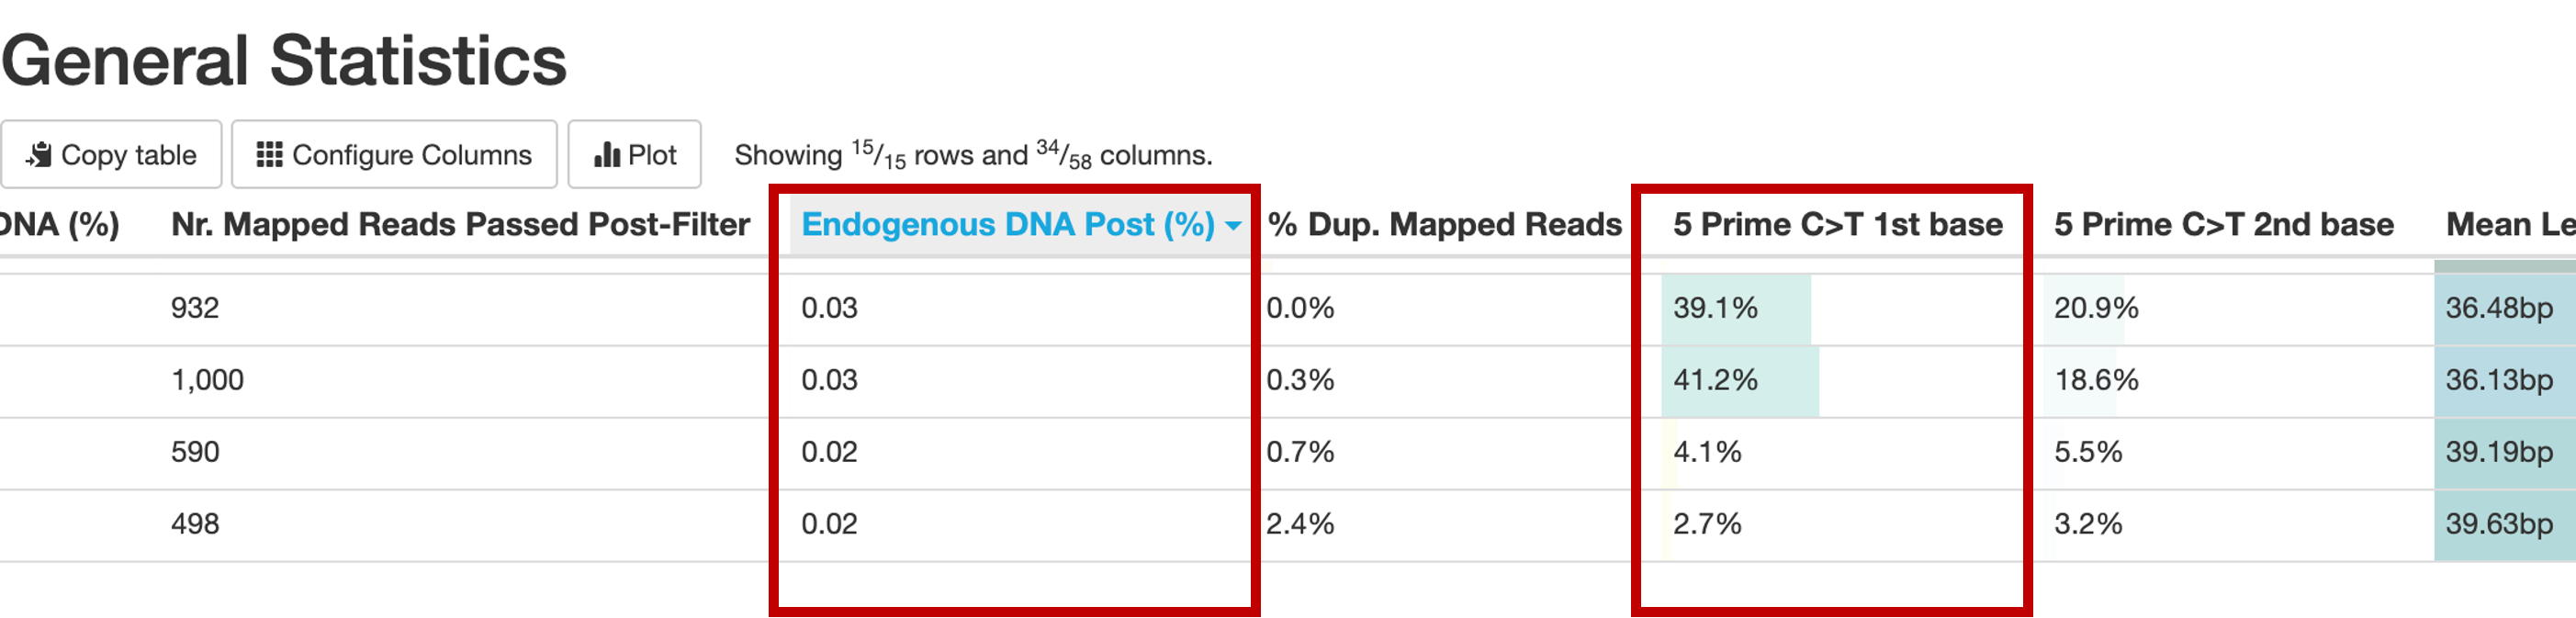 General Statistics
Copy table Configure Columns Plot Showing 15/15 rows and 34/58 columns.
DNA (%) Nr. Mapped Reads Passed Post-Filter Endogenous DNA Post (%) % Dup. Mapped Reads 5 Prime C>T 1st base 5 Prime C>T 2nd base Mean Le
932 0.03 0.0% 39.1% 20.9% 36.48bp
1,000 0.03 0.3% 41.2% 18.6% 36.13bp
590 0.02 0.7% 4.1% 5.5% 39.19bp
498 0.02 2.4% 2.7% 3.2% 39.63bp